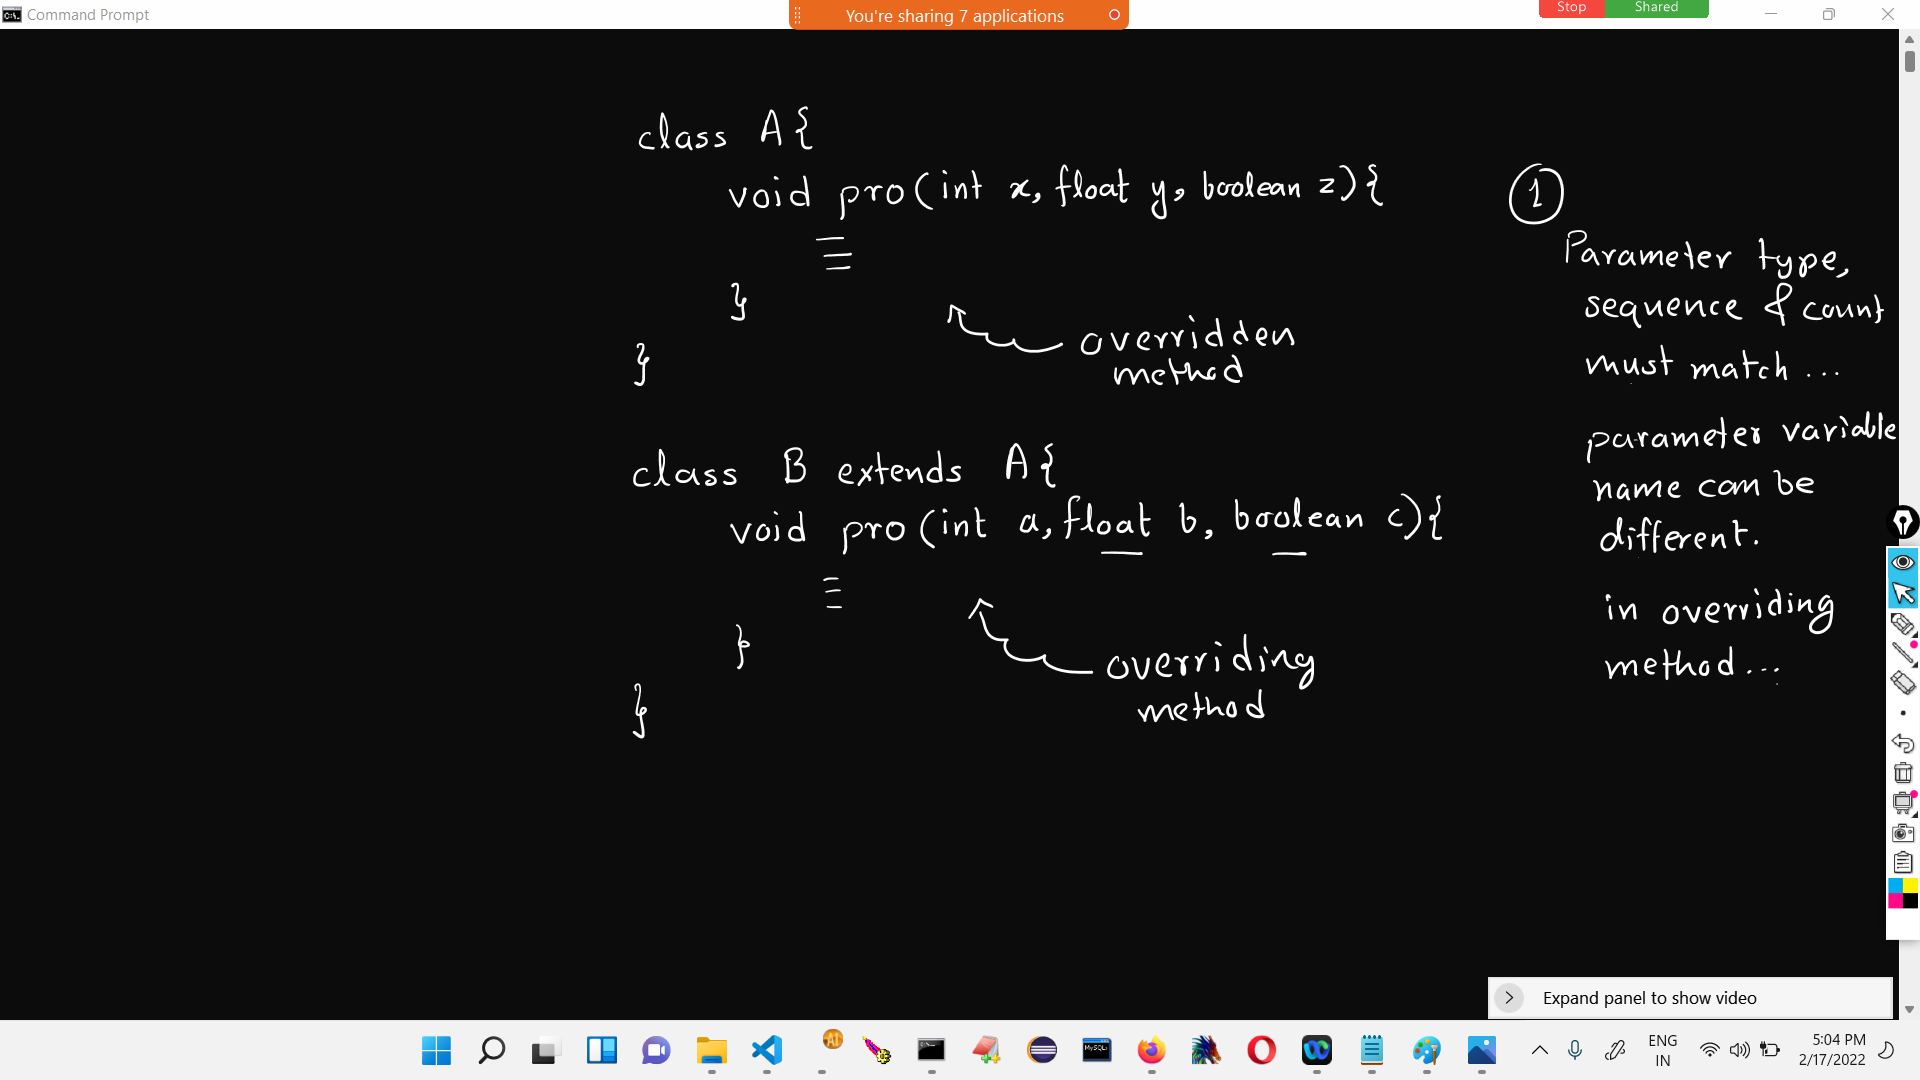 Command Prompt
You're sharing 7 applications
Stop Shared
class A{
void pro(int x, float y, boolean z){
}
overridden
method
}
class B extends A{
void pro(int a, float b, boolean c){
}
overriding
method
}
1
Parameter type,
sequence & count
must match ...
parameter variable
name can be
different.
in overriding
method...
Expand panel to show video
ENG
IN
5:04 PM
2/17/2022